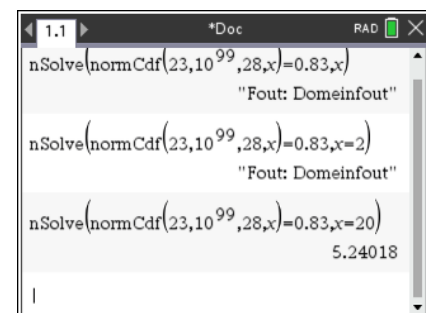 1.1 *Doc RAD
nSolve(normCdf(23,10^99,28,x)=0.83,x)
"Fout: Domeinfout"
nSolve(normCdf(23,10^99,28,x)=0.83,x=2)
"Fout: Domeinfout"
nSolve(normCdf(23,10^99,28,x)=0.83,x=20)
5.24018